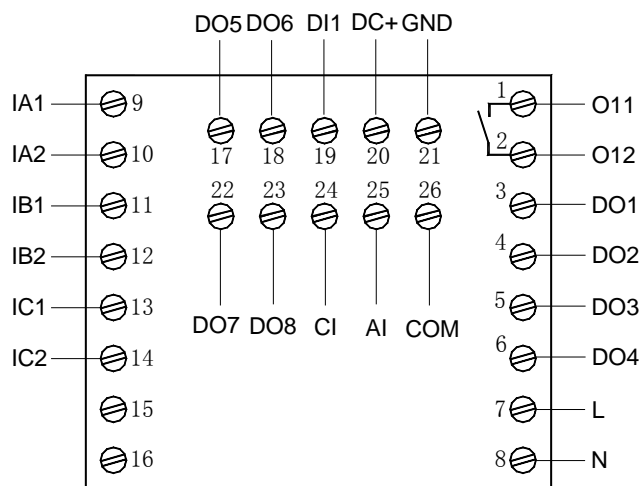 DO5 DO6 DI1 DC+ GND
IA1 9 1 O11
IA2 10 17 18 19 20 21 2 O12
IB1 11 22 23 24 25 26 3 DO1
IB2 12 4 DO2
IC1 13 DO7 DO8 CI AI COM 5 DO3
IC2 14 6 DO4
15 7 L
16 8 N